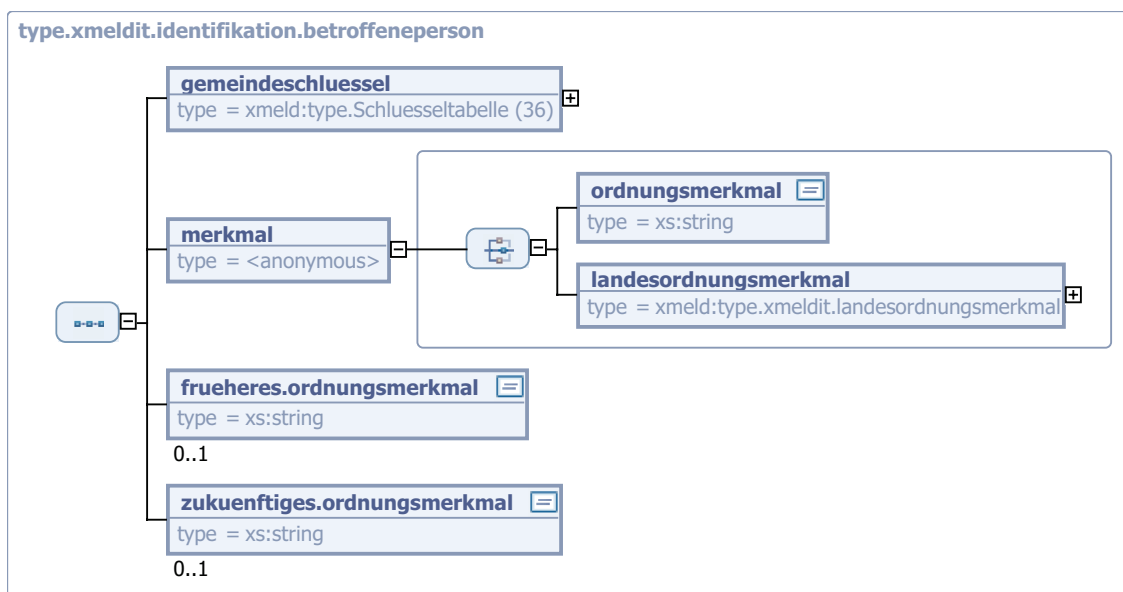 type.xmeldit.identifikation.betroffeneperson
gemeindeschluessel
type = xmeld:type.Schluesseltabelle (36)
merkmal
type = <anonymous>
ordnungsmerkmal
type = xs:string
landesordnungsmerkmal
type = xmeld:type.xmeldit.landesordnungsmerkmal
frueheres.ordnungsmerkmal
type = xs:string
0..1
zukuenftiges.ordnungsmerkmal
type = xs:string
0..1